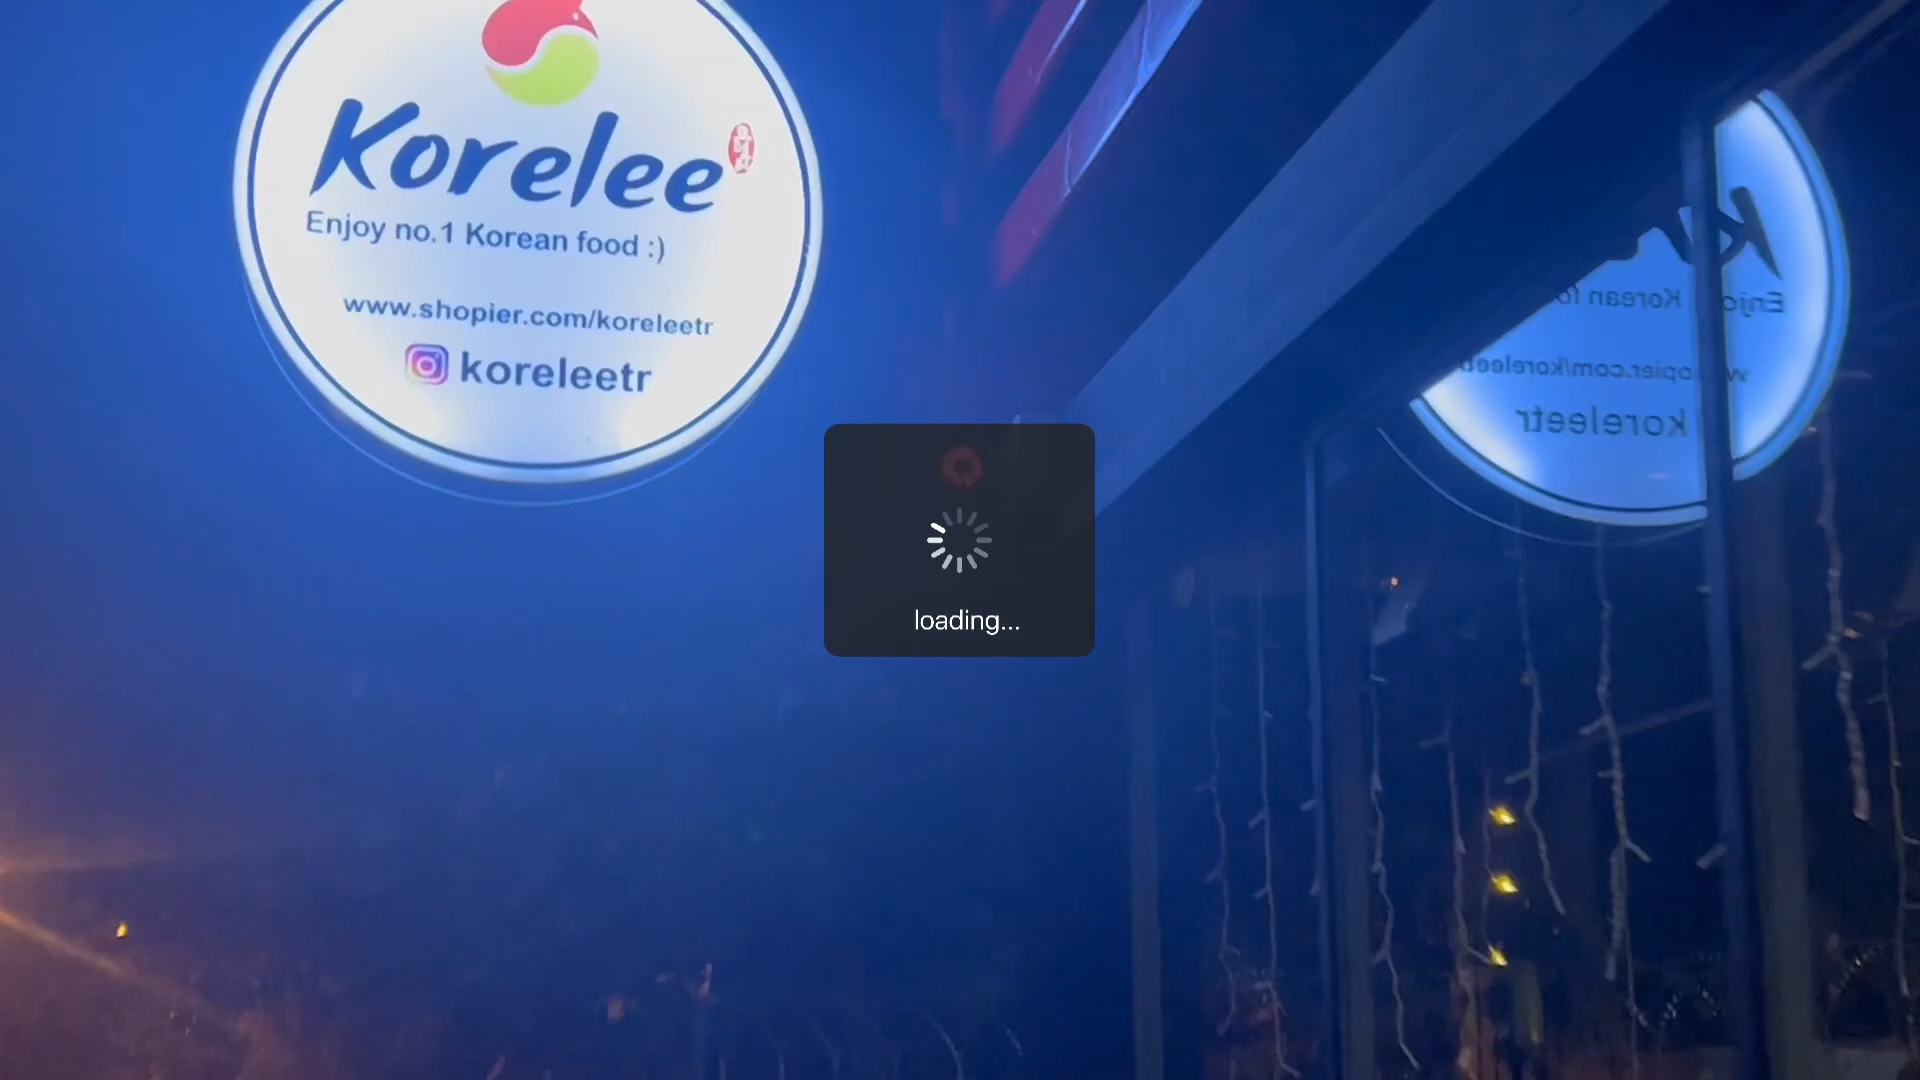 Korelee
Enjoy no.1 Korean food :)
www.shopier.com/koreleetr
koreleetr
loading...